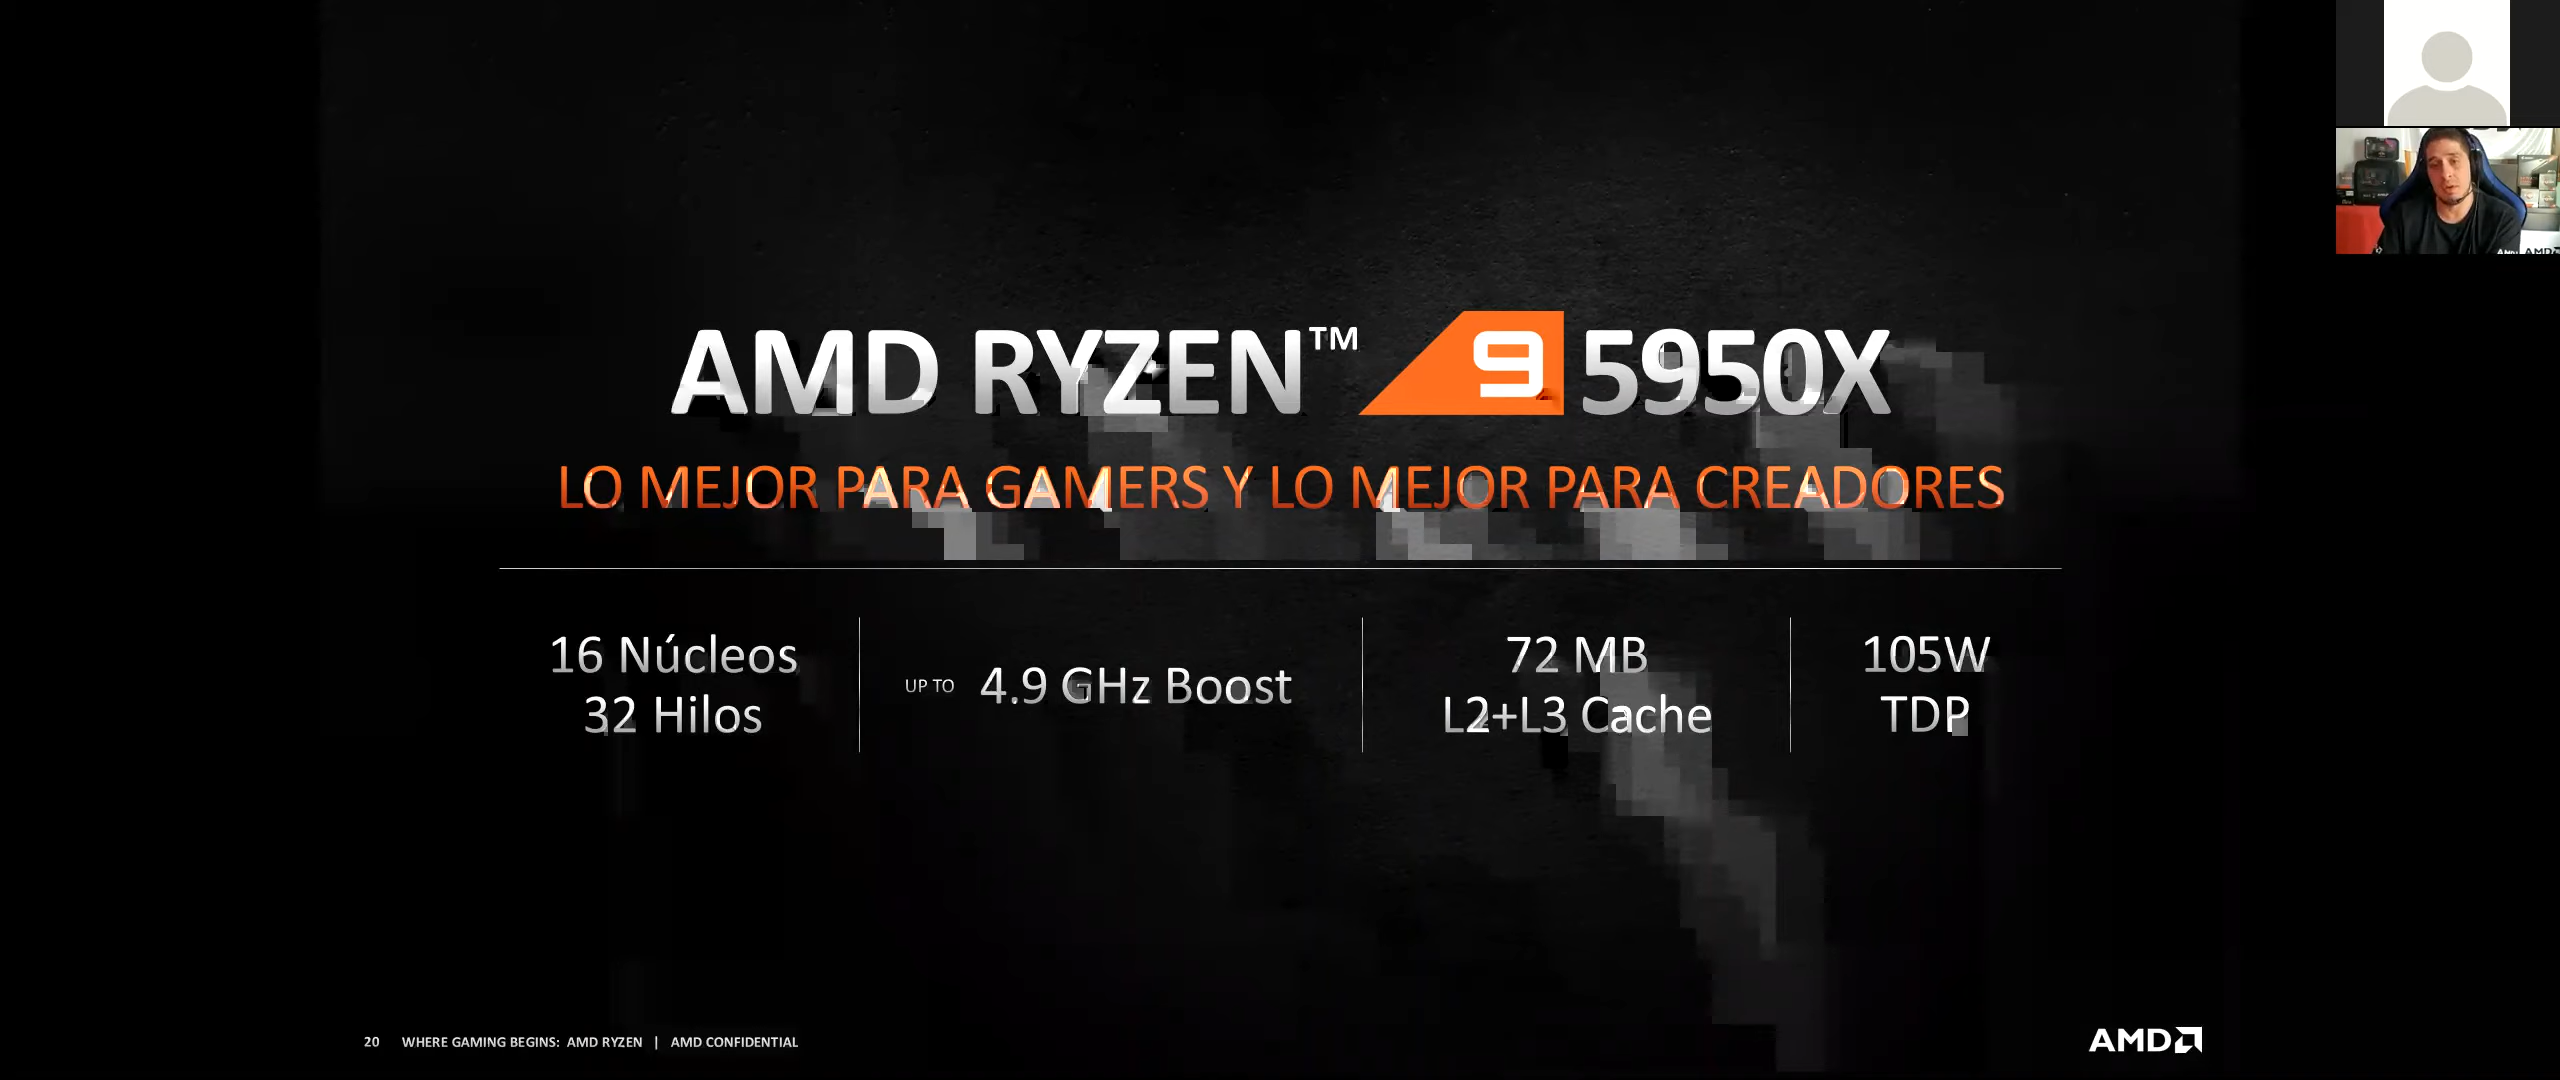 AMD RYZEN™ 9 5950X
LO MEJOR PARA GAMERS Y LO MEJOR PARA CREADORES
16 Núcleos
32 Hilos
UP TO 4.9 GHz Boost
72 MB
L2+L3 Cache
105W
TDP
20 WHERE GAMING BEGINS: AMD RYZEN | AMD CONFIDENTIAL
AMD